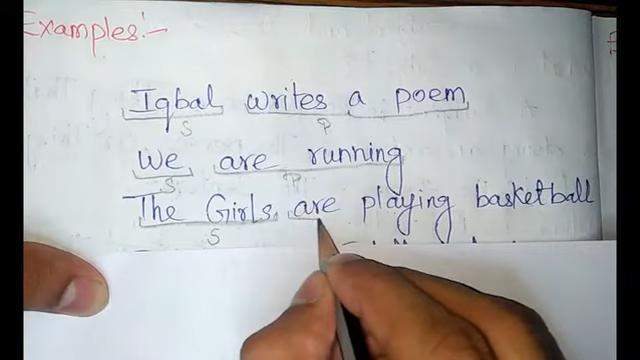 Examples:-
Iqbal writes a poem
S P
We are running
S P
The Girls are playing basketball
S